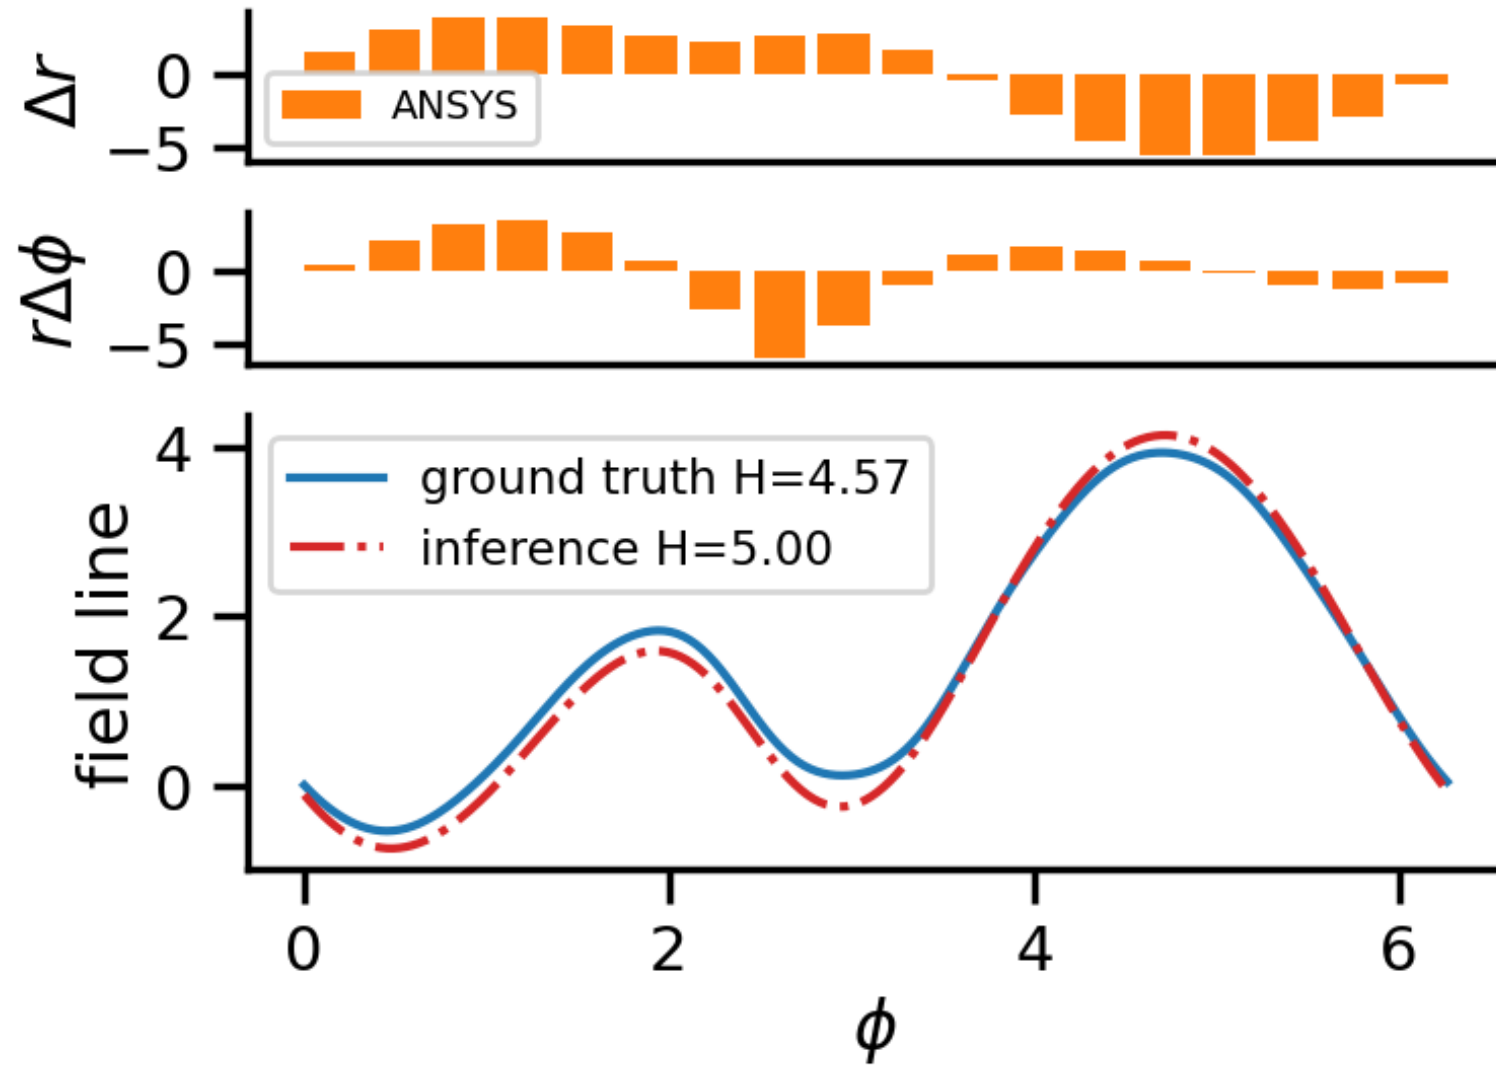 Δr
0
−5
ANSYS
rΔϕ
0
−5
field line
4
2
0
ground truth H=4.57
inference H=5.00
0 2 4 6
ϕ